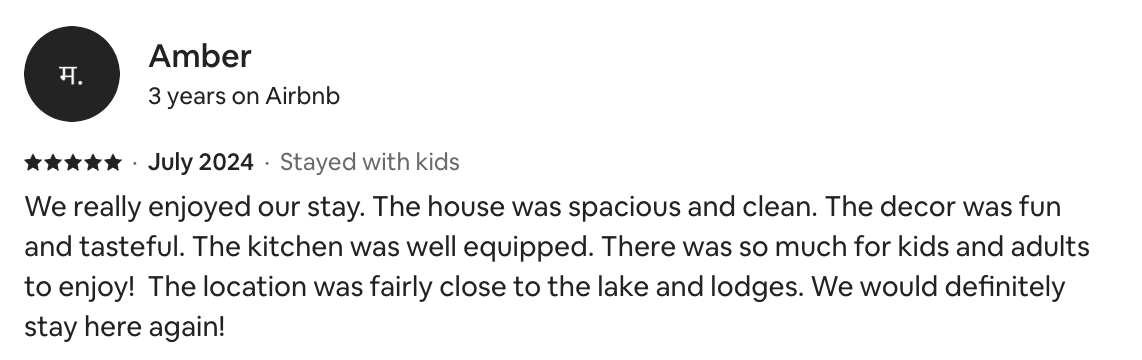 म.
Amber
3 years on Airbnb
★★★★★ · July 2024 · Stayed with kids
We really enjoyed our stay. The house was spacious and clean. The decor was fun
and tasteful. The kitchen was well equipped. There was so much for kids and adults
to enjoy!  The location was fairly close to the lake and lodges. We would definitely
stay here again!